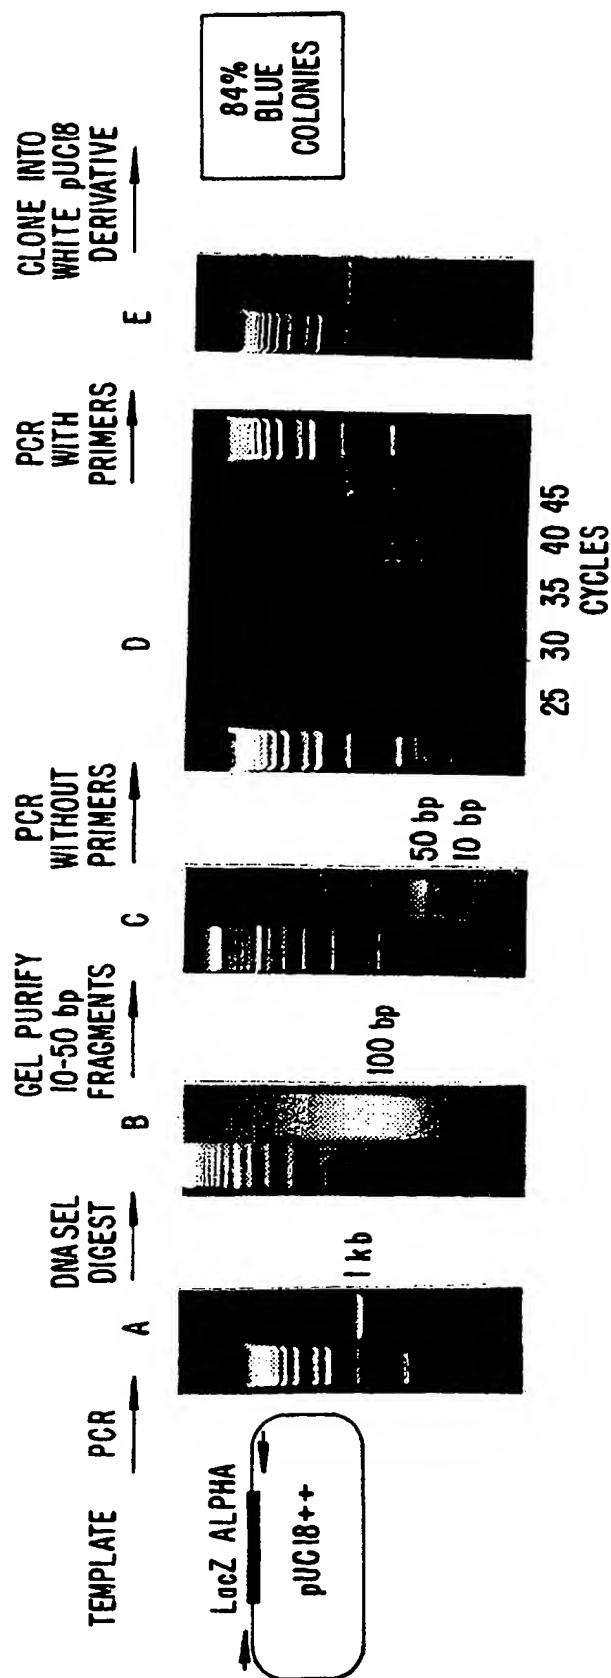 TEMPLATE
PCR
DNASEL
DIGEST
GEL PURIFY
10-50 bp
FRAGMENTS
PCR
WITHOUT
PRIMERS
PCR
WITH
PRIMERS
CLONE INTO
WHITE pUC18
DERIVATIVE
LacZ ALPHA
pUC18++
A
1 kb
B
100 bp
C
50 bp
10 bp
D
25 30 35 40 45
CYCLES
E
84%
BLUE
COLONIES